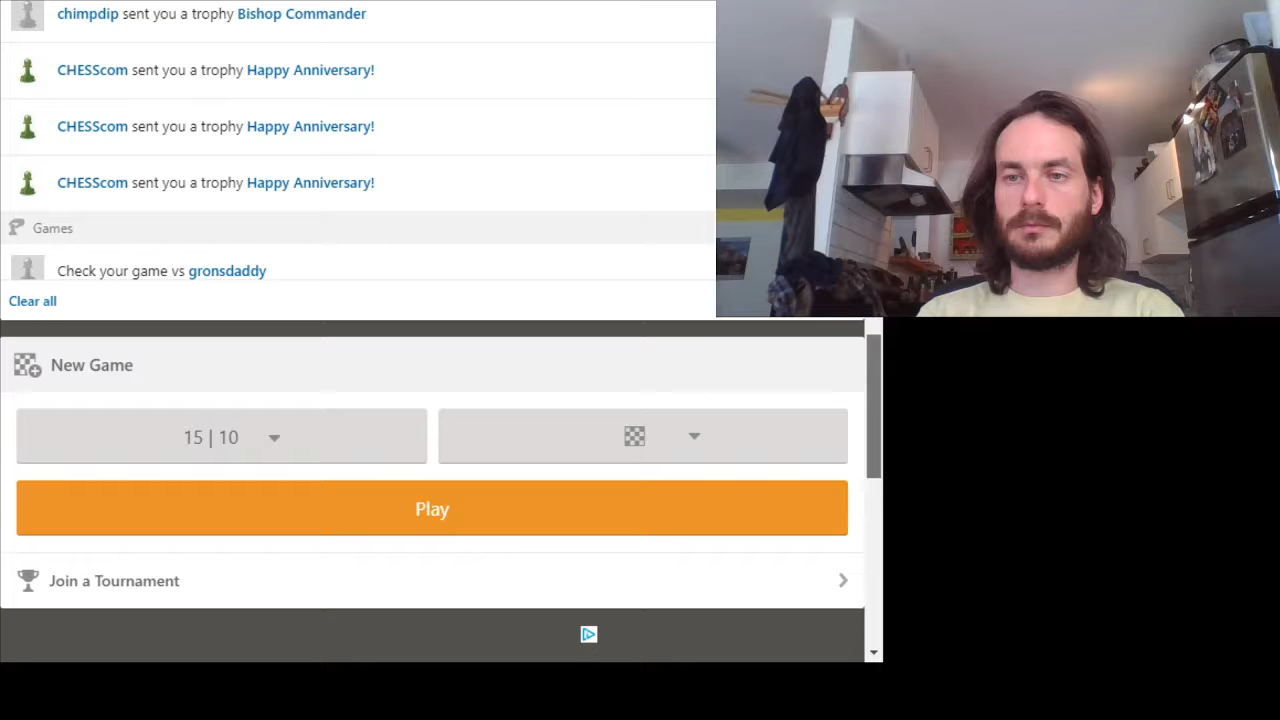 chimpdip sent you a trophy Bishop Commander
CHESScom sent you a trophy Happy Anniversary!
CHESScom sent you a trophy Happy Anniversary!
CHESScom sent you a trophy Happy Anniversary!
Games
Check your game vs gronsdaddy
Clear all
New Game
15 | 10
Play
Join a Tournament